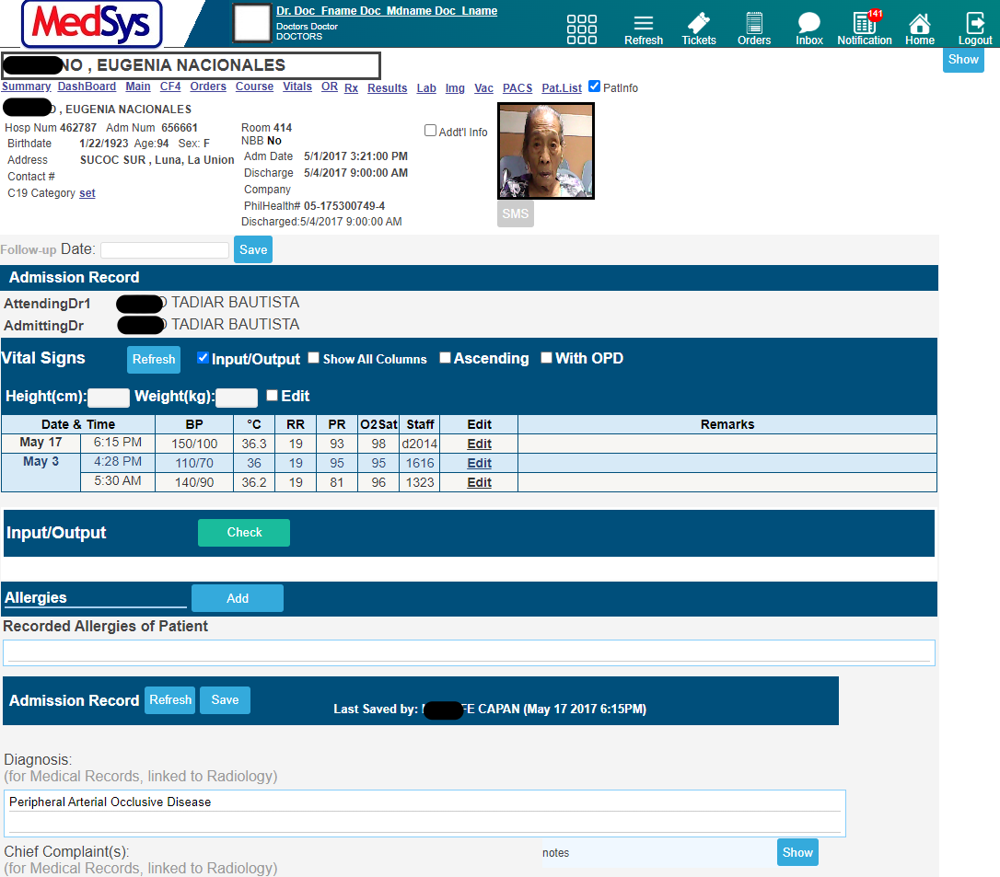 MedSys
Dr. Doc_Fname Doc_Mdname Doc_Lname
Doctors Doctor
DOCTORS
Refresh Tickets Orders Inbox 141 Notification Home Logout
Show
NO , EUGENIA NACIONALES
Summary DashBoard Main CF4 Orders Course Vitals OR Rx Results Lab Img Vac PACS Pat.List PatInfo
, EUGENIA NACIONALES
Hosp Num 462787 Adm Num 656661
Birthdate 1/22/1923 Age:94 Sex: F
Address SUCOC SUR , Luna, La Union
Contact #
C19 Category set
Room 414
NBB No
Adm Date 5/1/2017 3:21:00 PM
Discharge 5/4/2017 9:00:00 AM
Company
PhilHealth# 05-175300749-4
Discharged:5/4/2017 9:00:00 AM
Addt'l Info
SMS
Follow-up Date: Save
Admission Record
AttendingDr1 TADIAR BAUTISTA
AdmittingDr TADIAR BAUTISTA
Vital Signs Refresh Input/Output Show All Columns Ascending With OPD
Height(cm): Weight(kg): Edit
Date & Time BP °C RR PR O2Sat Staff Edit Remarks
May 17 6:15 PM 150/100 36.3 19 93 98 d2014 Edit
May 3 4:28 PM 110/70 36 19 95 95 1616 Edit
5:30 AM 140/90 36.2 19 81 96 1323 Edit
Input/Output Check
Allergies Add
Recorded Allergies of Patient
Admission Record Refresh Save
Last Saved by: FE CAPAN (May 17 2017 6:15PM)
Diagnosis:
(for Medical Records, linked to Radiology)
Peripheral Arterial Occlusive Disease
Chief Complaint(s): notes Show
(for Medical Records, linked to Radiology)